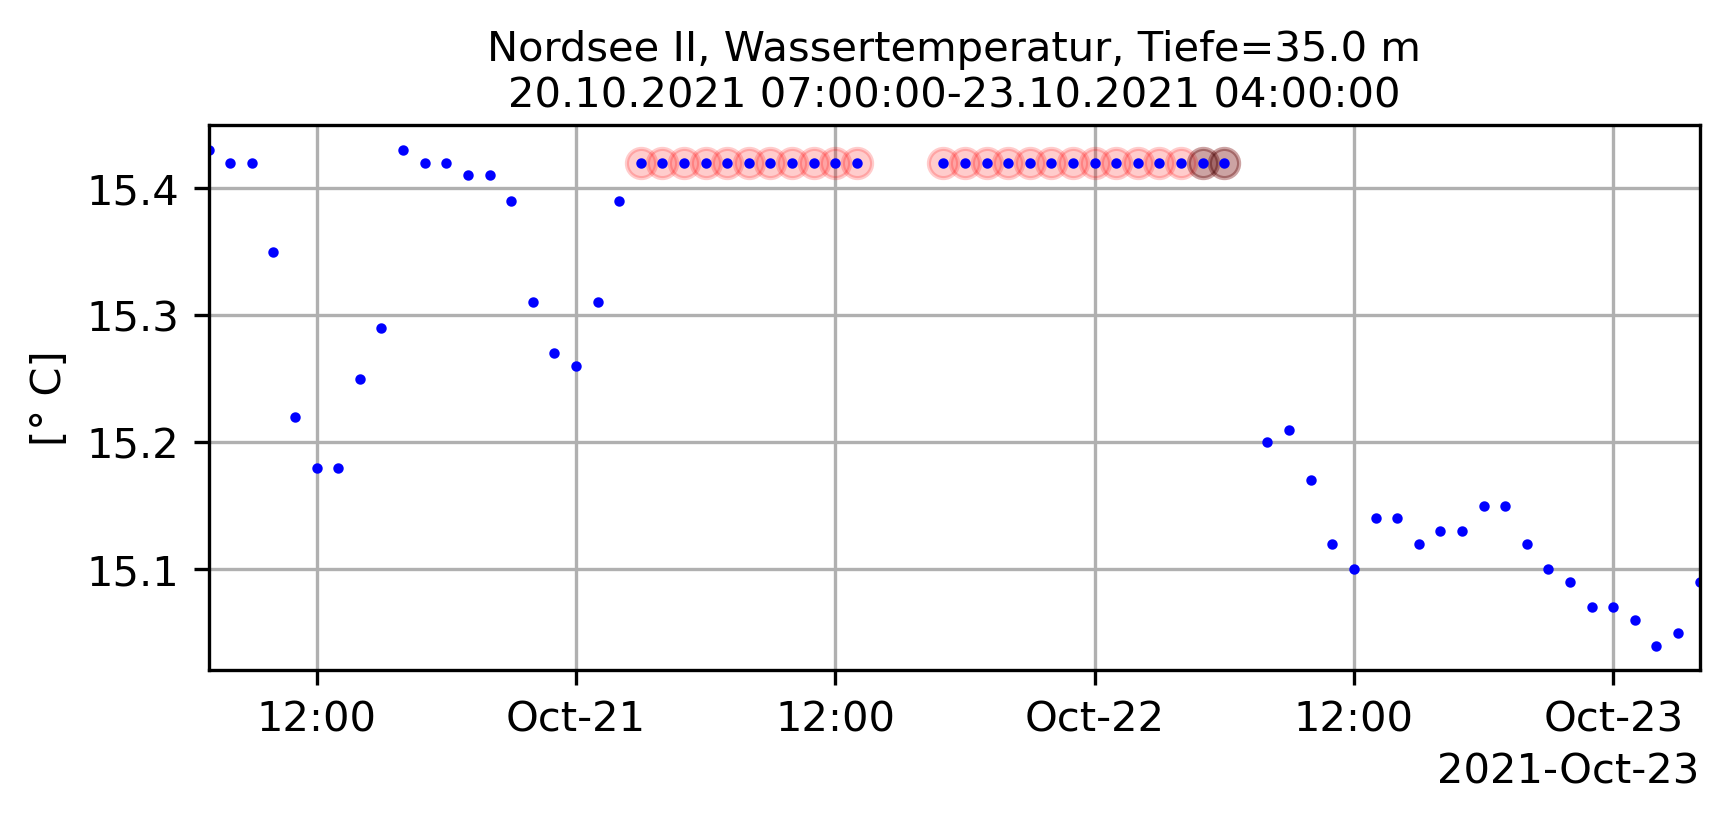 Nordsee II, Wassertemperatur, Tiefe=35.0 m
20.10.2021 07:00:00-23.10.2021 04:00:00
[° C]
15.4
15.3
15.2
15.1
12:00 Oct-21 12:00 Oct-22 12:00 Oct-23
2021-Oct-23